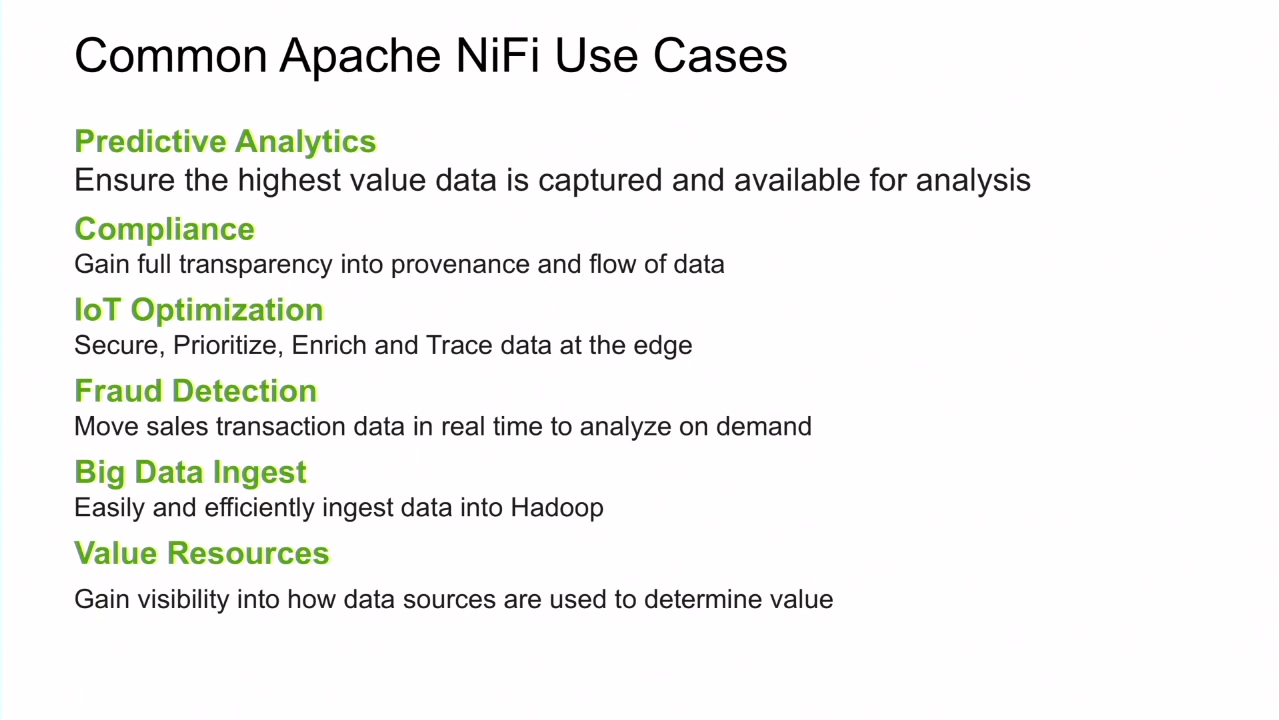 Common Apache NiFi Use Cases
Predictive Analytics
Ensure the highest value data is captured and available for analysis
Compliance
Gain full transparency into provenance and flow of data
IoT Optimization
Secure, Prioritize, Enrich and Trace data at the edge
Fraud Detection
Move sales transaction data in real time to analyze on demand
Big Data Ingest
Easily and efficiently ingest data into Hadoop
Value Resources
Gain visibility into how data sources are used to determine value